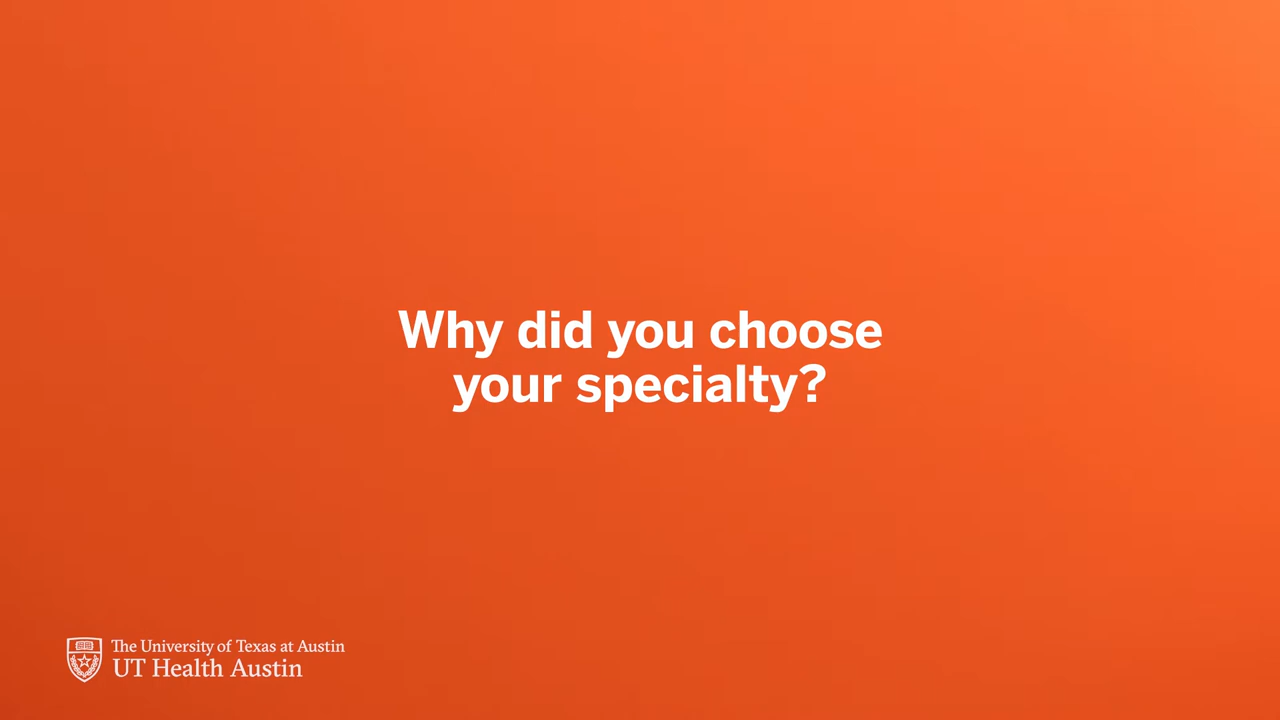 Why did you choose
your specialty?
The University of Texas at Austin
UT Health Austin